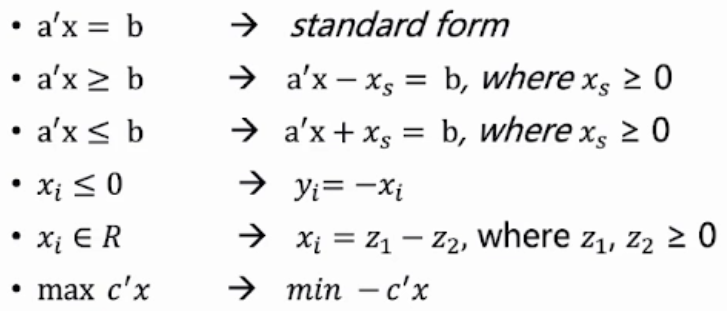 • a′x = b → standard form
• a′x ≥ b → a′x − xₛ = b, where xₛ ≥ 0
• a′x ≤ b → a′x + xₛ = b, where xₛ ≥ 0
• xᵢ ≤ 0 → yᵢ= −xᵢ
• xᵢ ∈ R → xᵢ = z₁ − z₂, where z₁, z₂ ≥ 0
• max c′x → min − c′x